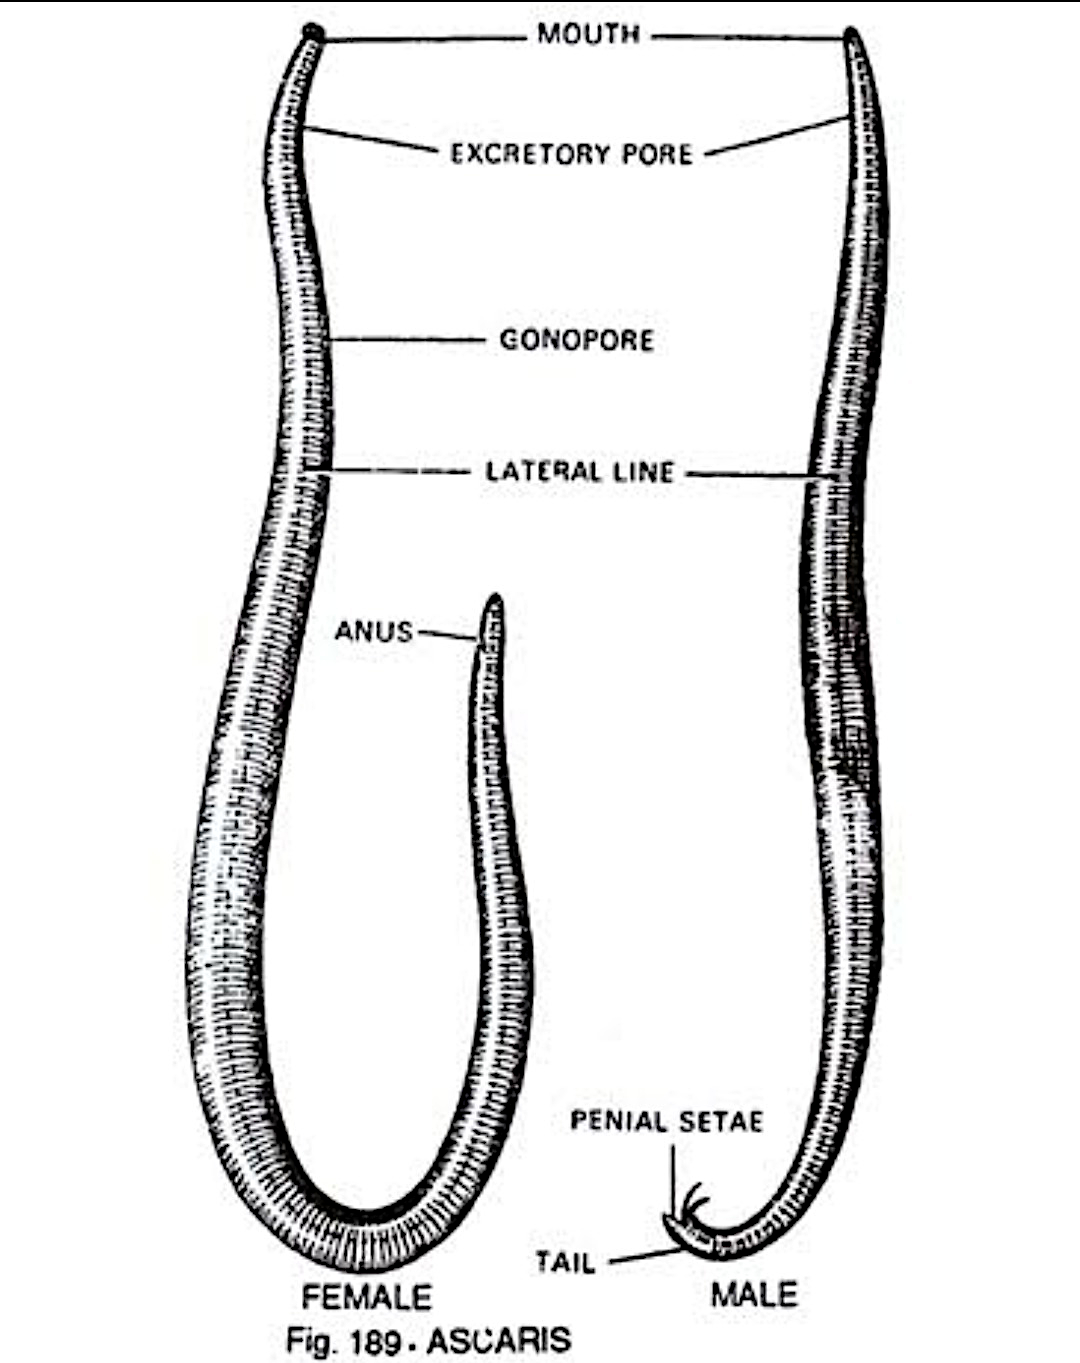 MOUTH
EXCRETORY PORE
GONOPORE
LATERAL LINE
ANUS
PENIAL SETAE
TAIL
FEMALE
MALE
Fig. 189. ASCARIS